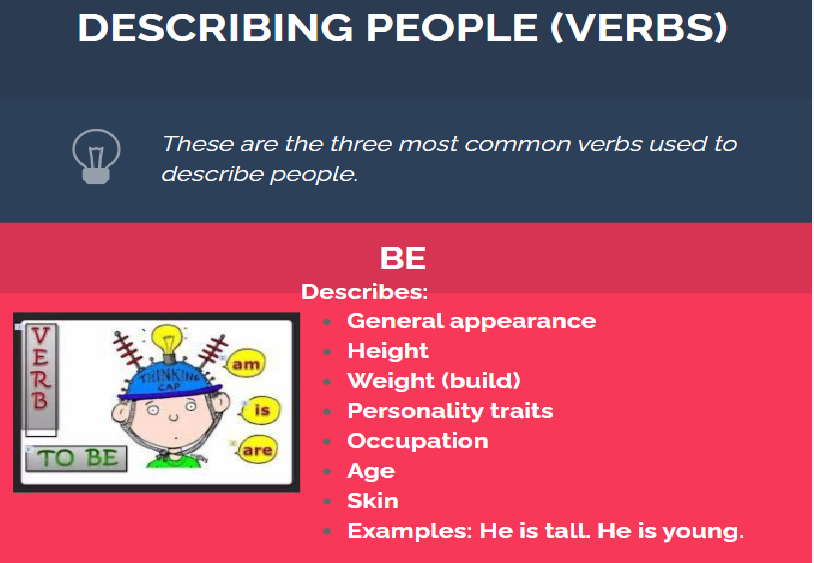 DESCRIBING PEOPLE (VERBS)
These are the three most common verbs used to
describe people.
BE
Describes:
General appearance
Height
Weight (build)
Personality traits
Occupation
Age
Skin
Examples: He is tall. He is young.
VERB
TO BE
THINKING
CAP
am
is
are